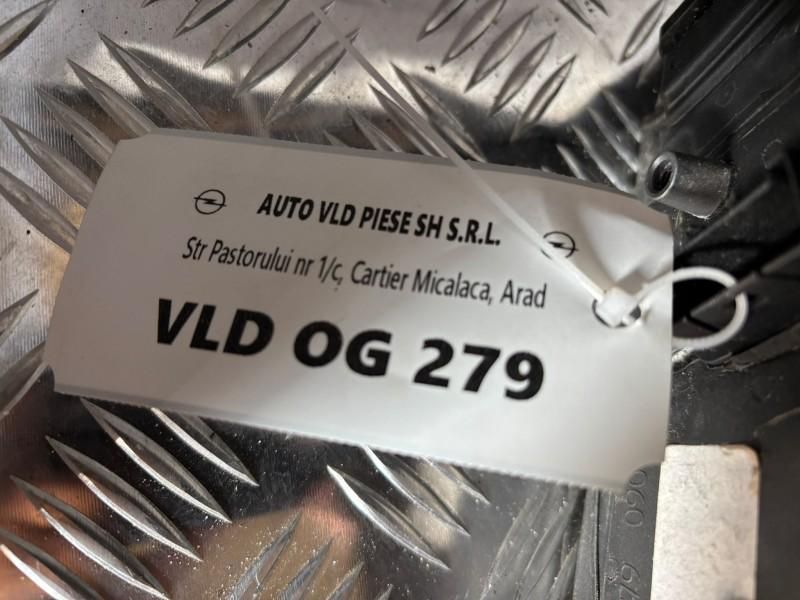 AUTO VLD PIESE SH S.R.L.
Str Pastorului nr 1/c, Cartier Micalaca, Arad
VLD OG 279